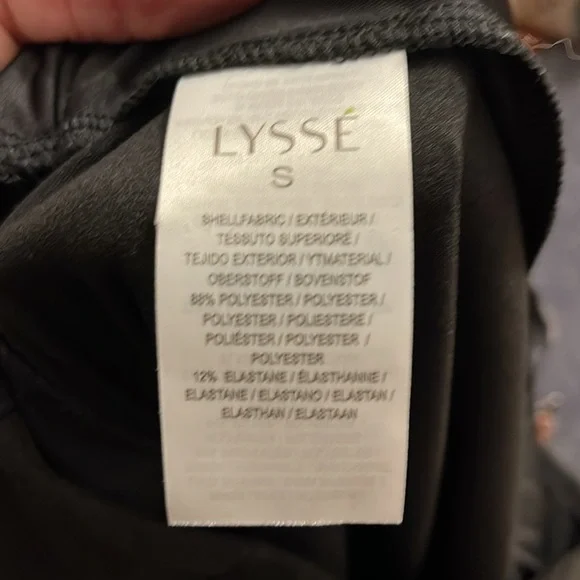 LYSSÉ
S
SHELLFABRIC / EXTÉRIEUR /
TESSUTO SUPERIORE /
TEJIDO EXTERIOR / YTMATERIAL /
OBERSTOFF / BOVENSTOF
88% POLYESTER / POLYESTER /
POLYESTER / POLIESTERE /
POLIÉSTER / POLYESTER /
POLYESTER
12% ELASTANE / ÉLASTHANNE /
ELASTANE / ELASTANO / ELASTAN /
ELASTHAN / ELASTAAN